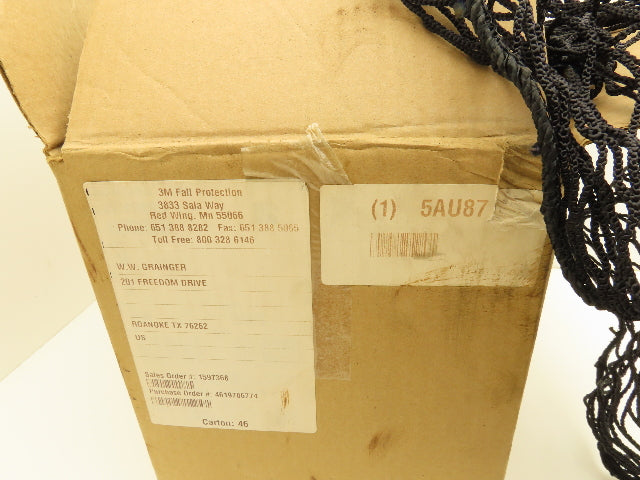 3M Fall Protection
3833 Sala Way
Red Wing, Mn 55066
Phone: 651 388 8282 Fax: 651 388 5065
Toll Free: 800 328 6146
W.W. GRAINGER
201 FREEDOM DRIVE
ROANOKE TX 76262
US
Sales Order #: 1597368
Purchase Order #: 4619706774
Carton: 46
(1) 5AU87